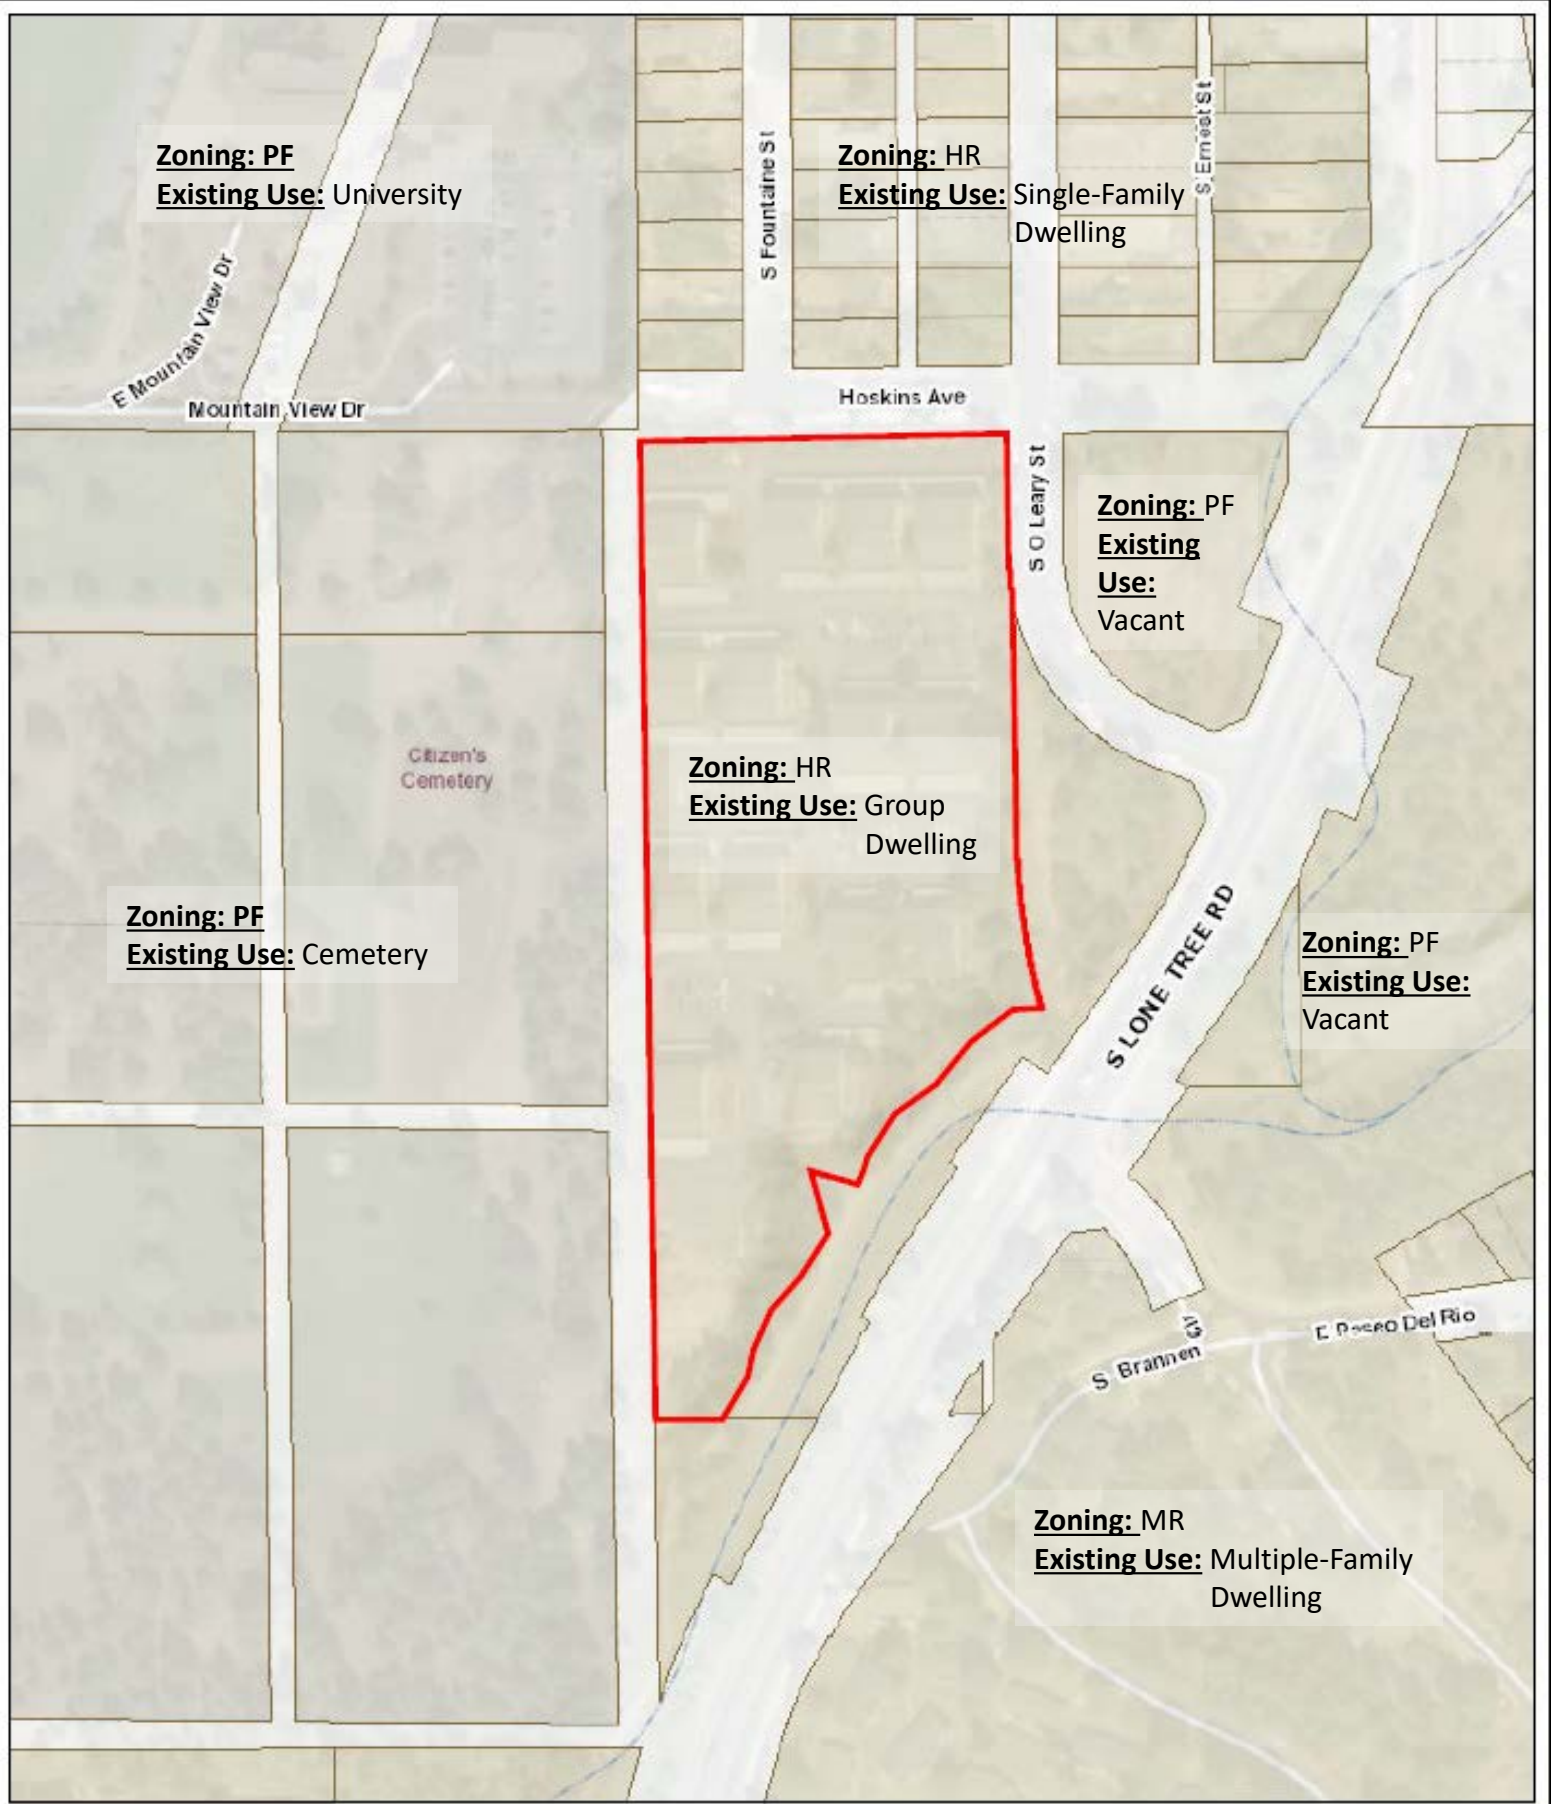 Zoning: PF
Existing Use: University
Zoning: HR
Existing Use: Single-Family
Dwelling
S Fountaine St
S Ernest St
E Mountain View Dr
Mountain View Dr
Hoskins Ave
S O Leary St
Zoning: PF
Existing
Use:
Vacant
Citizen's
Cemetery
Zoning: HR
Existing Use: Group
Dwelling
Zoning: PF
Existing Use: Cemetery
S LONE TREE RD
Zoning: PF
Existing Use:
Vacant
E Paseo Del Rio
S Brannen
Zoning: MR
Existing Use: Multiple-Family
Dwelling